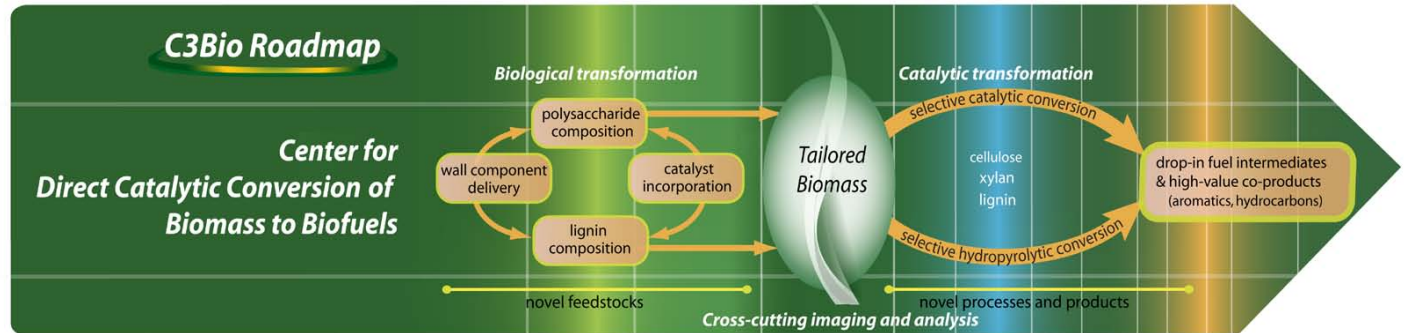 C3Bio Roadmap
Center for
Direct Catalytic Conversion of
Biomass to Biofuels
Biological transformation
polysaccharide
composition
wall component
delivery
catalyst
incorporation
lignin
composition
novel feedstocks
Tailored
Biomass
Catalytic transformation
selective catalytic conversion
cellulose
xylan
lignin
selective hydropyrolytic conversion
drop-in fuel intermediates
& high-value co-products
(aromatics, hydrocarbons)
novel processes and products
Cross-cutting imaging and analysis